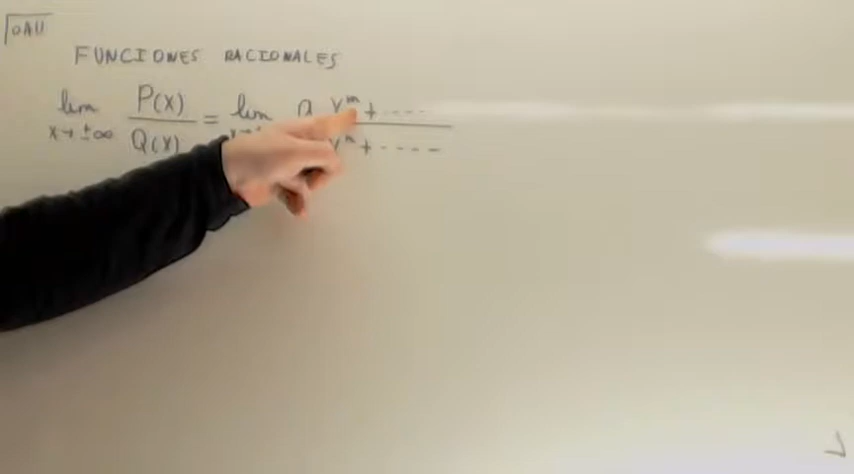 OAU
FUNCIONES RACIONALES
lim P(x) = lim a x^m + ....
x→ ±∞ Q(x) x^n + ....